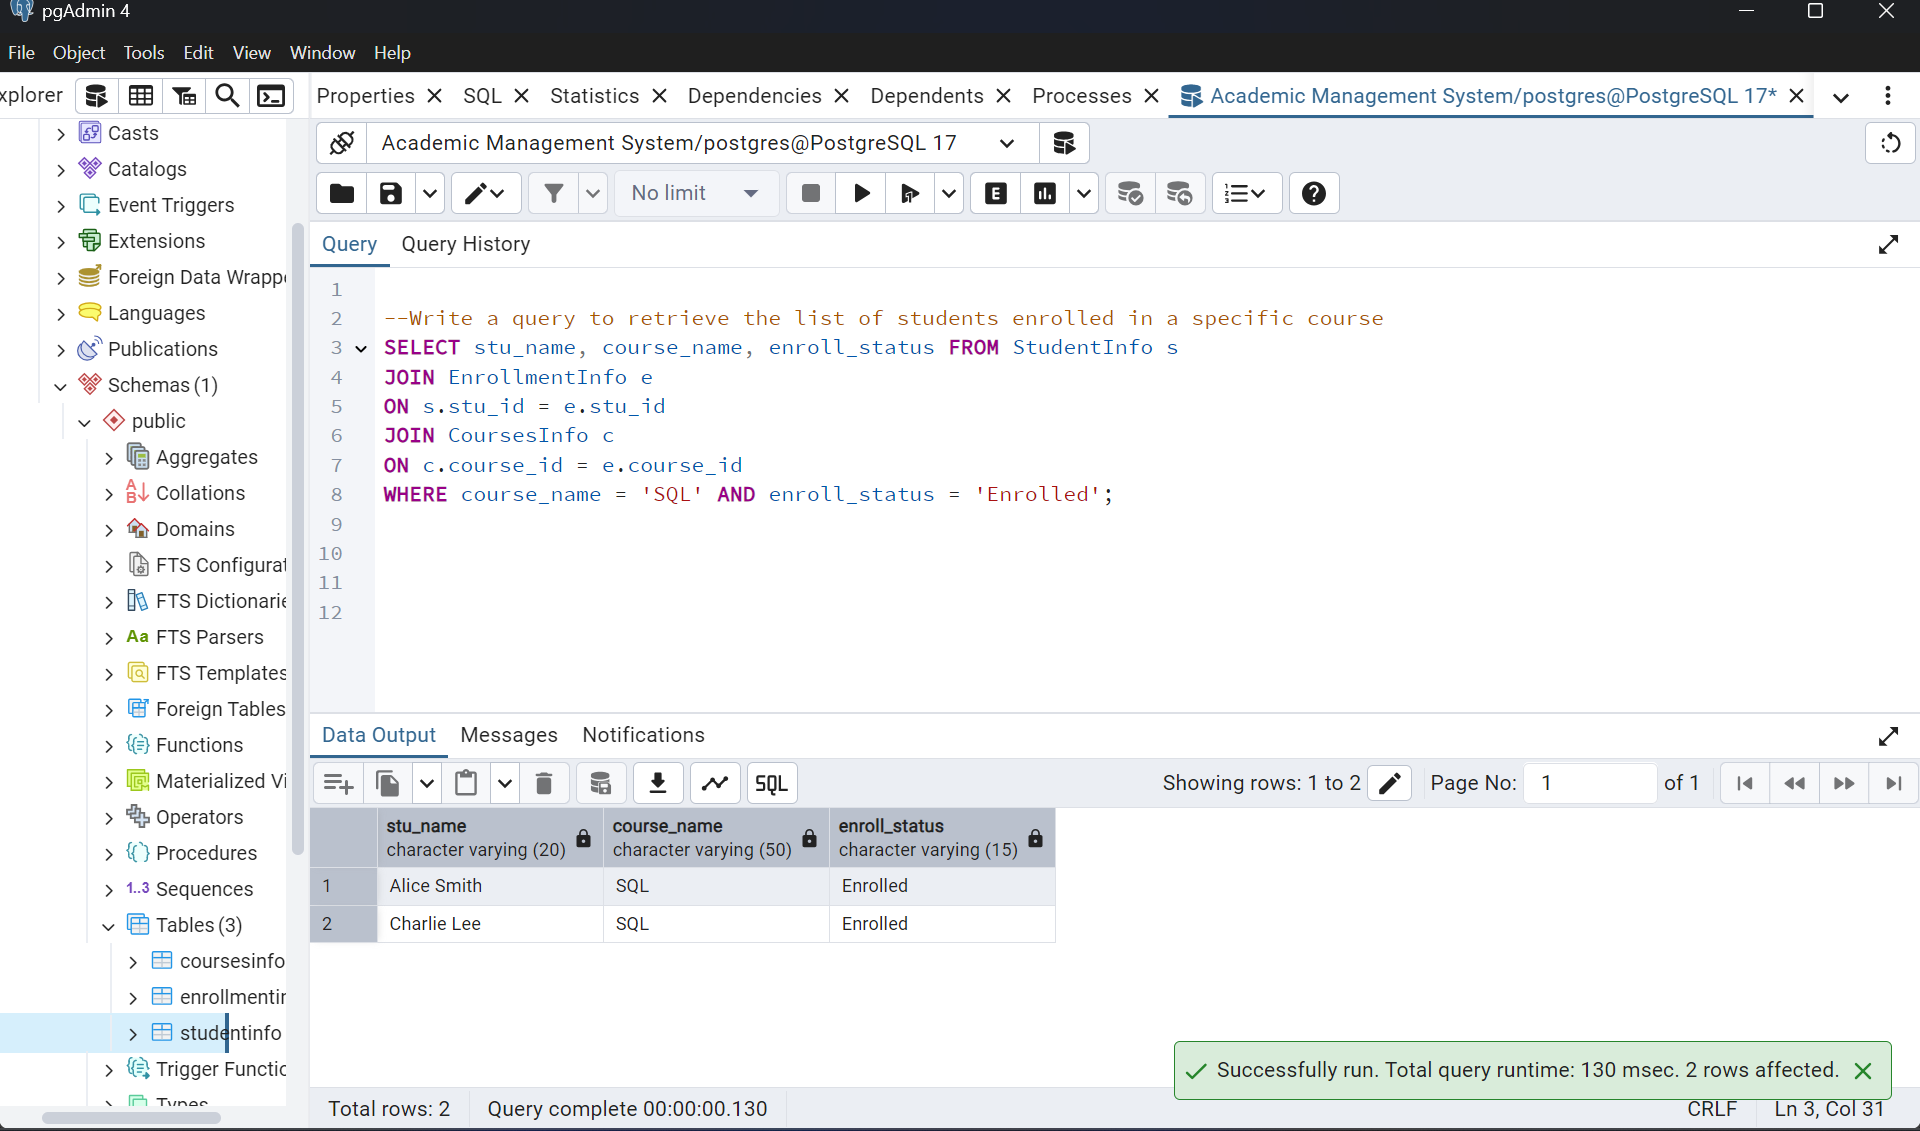 pgAdmin 4
File Object Tools Edit View Window Help
xplorer
Properties SQL Statistics Dependencies Dependents Processes Academic Management System/postgres@PostgreSQL 17*
Academic Management System/postgres@PostgreSQL 17
No limit E
Query Query History
1
2 --Write a query to retrieve the list of students enrolled in a specific course
3 SELECT stu_name, course_name, enroll_status FROM StudentInfo s
4 JOIN EnrollmentInfo e
5 ON s.stu_id = e.stu_id
6 JOIN CoursesInfo c
7 ON c.course_id = e.course_id
8 WHERE course_name = 'SQL' AND enroll_status = 'Enrolled';
9
10
11
12
Casts
Catalogs
Event Triggers
Extensions
Foreign Data Wrappe
Languages
Publications
Schemas (1)
public
Aggregates
Collations
Domains
FTS Configurat
FTS Dictionarie
Aa FTS Parsers
FTS Templates
Foreign Tables
Functions
Materialized Vi
Operators
Procedures
1..3 Sequences
Tables (3)
coursesinfo
enrollmentin
studentinfo
Trigger Functio
Types
Data Output Messages Notifications
SQL Showing rows: 1 to 2 Page No: 1 of 1
stu_name course_name enroll_status
character varying (20) character varying (50) character varying (15)
1 Alice Smith SQL Enrolled
2 Charlie Lee SQL Enrolled
Successfully run. Total query runtime: 130 msec. 2 rows affected.
Total rows: 2 Query complete 00:00:00.130 CRLF Ln 3, Col 31